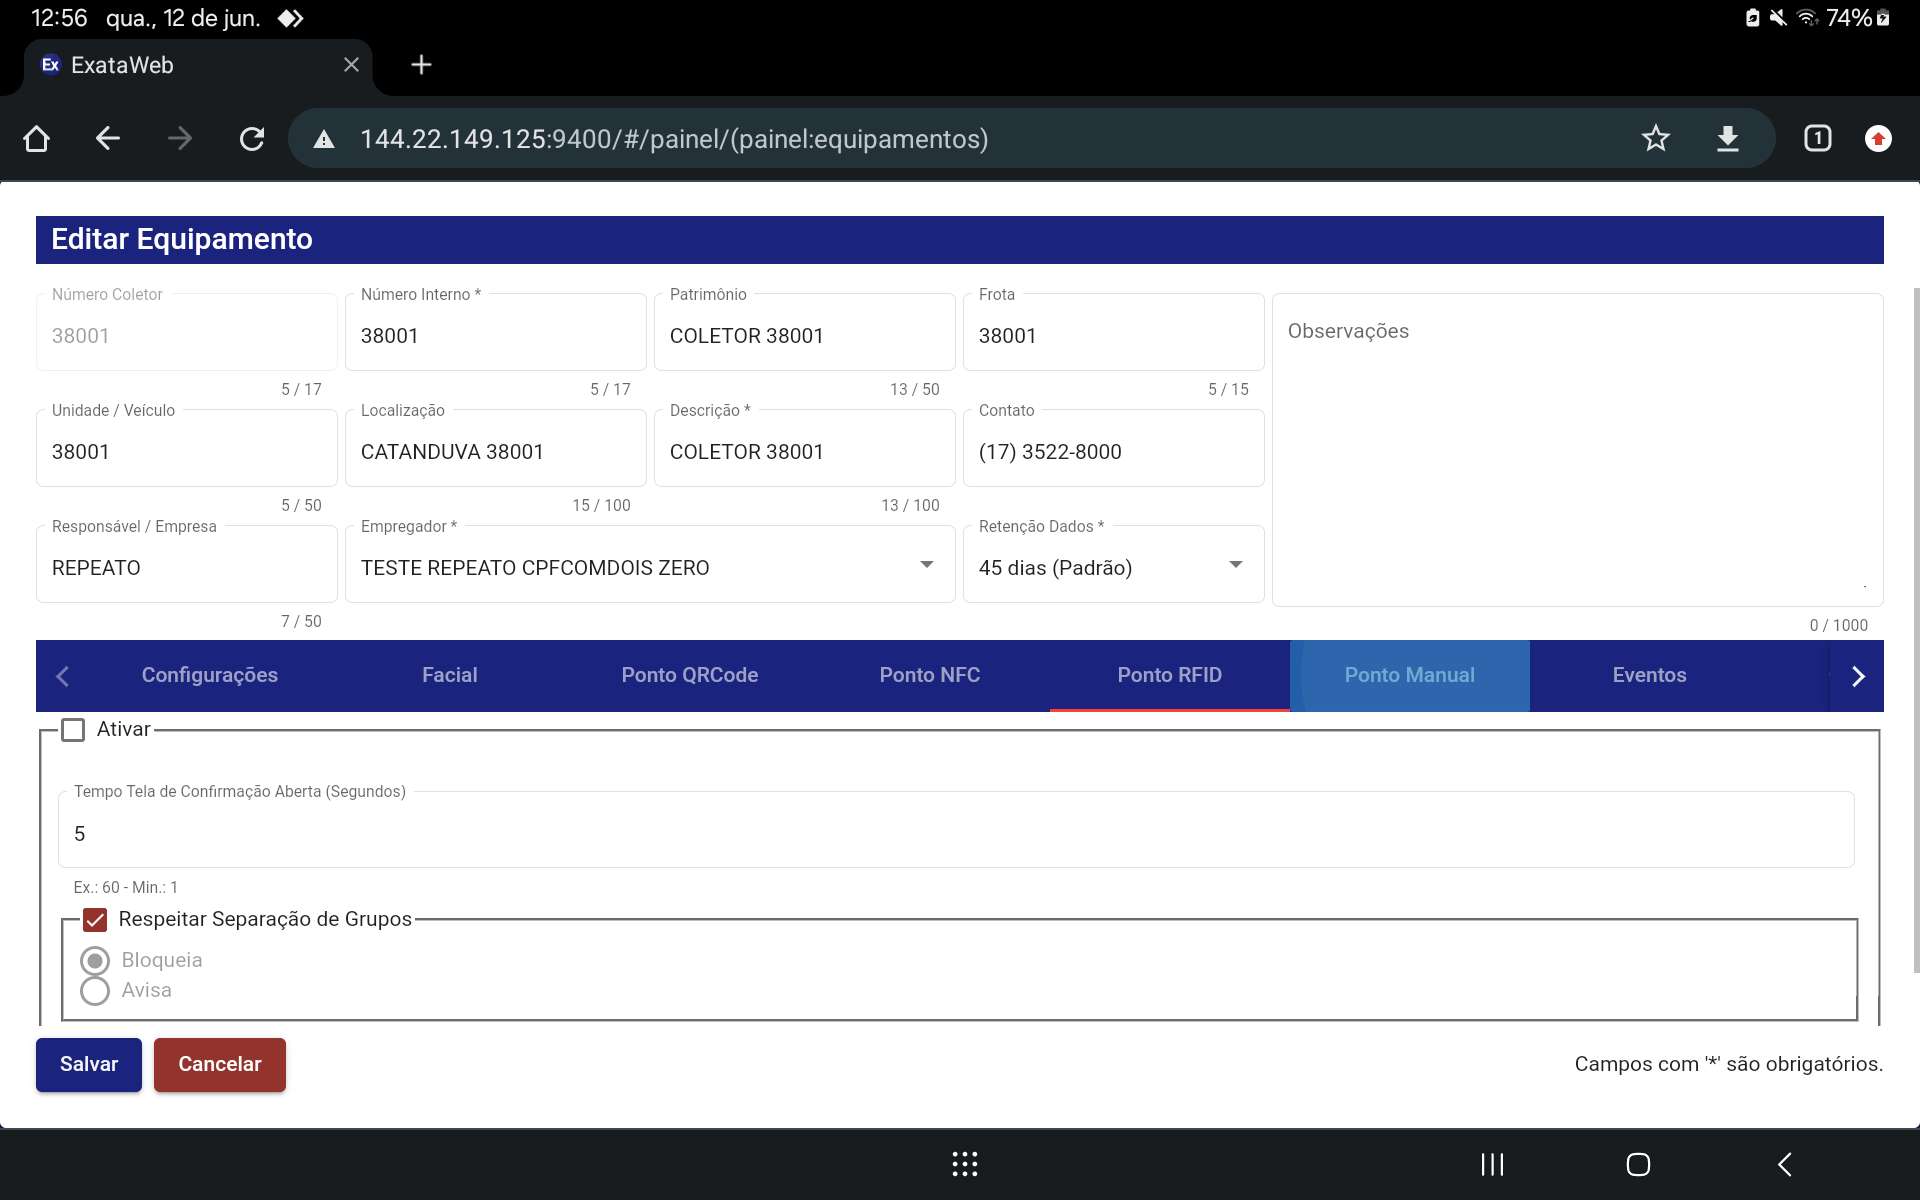 12:56 qua., 12 de jun. 74%
Ex ExataWeb
144.22.149.125:9400/#/painel/(painel:equipamentos) 1
Editar Equipamento
Número Coletor Número Interno * Patrimônio Frota
38001 38001 COLETOR 38001 38001 Observações
5 / 17 5 / 17 13 / 50 5 / 15
Unidade / Veículo Localização Descrição * Contato
38001 CATANDUVA 38001 COLETOR 38001 (17) 3522-8000
5 / 50 15 / 100 13 / 100
Responsável / Empresa Empregador * Retenção Dados *
REPEATO TESTE REPEATO CPFCOMDOIS ZERO 45 dias (Padrão)
7 / 50 0 / 1000
Configurações Facial Ponto QRCode Ponto NFC Ponto RFID Ponto Manual Eventos
Ativar
Tempo Tela de Confirmação Aberta (Segundos)
5
Ex.: 60 - Min.: 1
Respeitar Separação de Grupos
Bloqueia
Avisa
Salvar Cancelar Campos com '*' são obrigatórios.